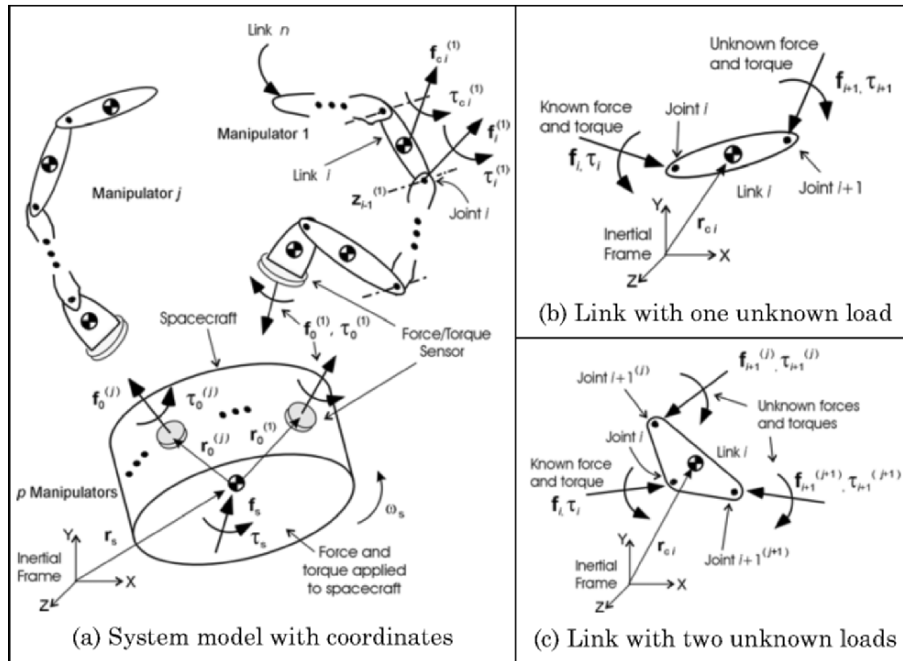 Link n
f_ci^(1)
τ_ci^(1)
Manipulator 1
f_i^(1)
Link i
τ_i^(1)
Manipulator j
z_i-1^(1)
Joint i
Spacecraft
f_0^(1), τ_0^(1)
Force/Torque
Sensor
f_0^(j)
τ_0^(j)
r_0^(j)
r_0^(1)
p Manipulators
f_s
ω_s
r_s
τ_s
Y
Inertial
Frame
X
Z
Force and
torque applied
to spacecraft
(a) System model with coordinates
Unknown force
and torque
f_i+1, τ_i+1
Known force
and torque
Joint i
f_i, τ_i
Link i
Joint i+1
Y
r_ci
Inertial
Frame
X
Z
(b) Link with one unknown load
f_i+1^(j), τ_i+1^(j)
Joint i+1^(j)
Unknown forces
and torques
Joint i
Link i
Known force
and torque
f_i+1^(j+1), τ_i+1^(j+1)
f_i, τ_i
r_ci
Y
Joint i+1^(j+1)
Inertial
Frame
X
Z
(c) Link with two unknown loads